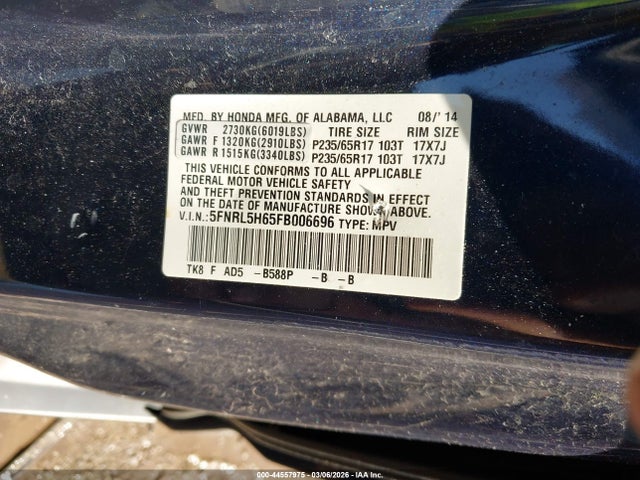 MFD. BY HONDA MFG. OF ALABAMA, LLC 08/'14
GVWR 2730KG(6019LBS) TIRE SIZE RIM SIZE
GAWR F 1320KG(2910LBS) P235/65R17 103T 17X7J
GAWR R 1515KG(3340LBS) P235/65R17 103T 17X7J
THIS VEHICLE CONFORMS TO ALL APPLICABLE
FEDERAL MOTOR VEHICLE SAFETY
AND THEFT PREVENTION STANDARDS IN EFFECT
ON THE DATE OF MANUFACTURE SHOWN ABOVE.
V.I.N.: 5FNRL5H65FB006696 TYPE: MPV
TK8 F AD5 -B588P -B -B
000-44557975 - 03/06/2026 - IAA Inc.